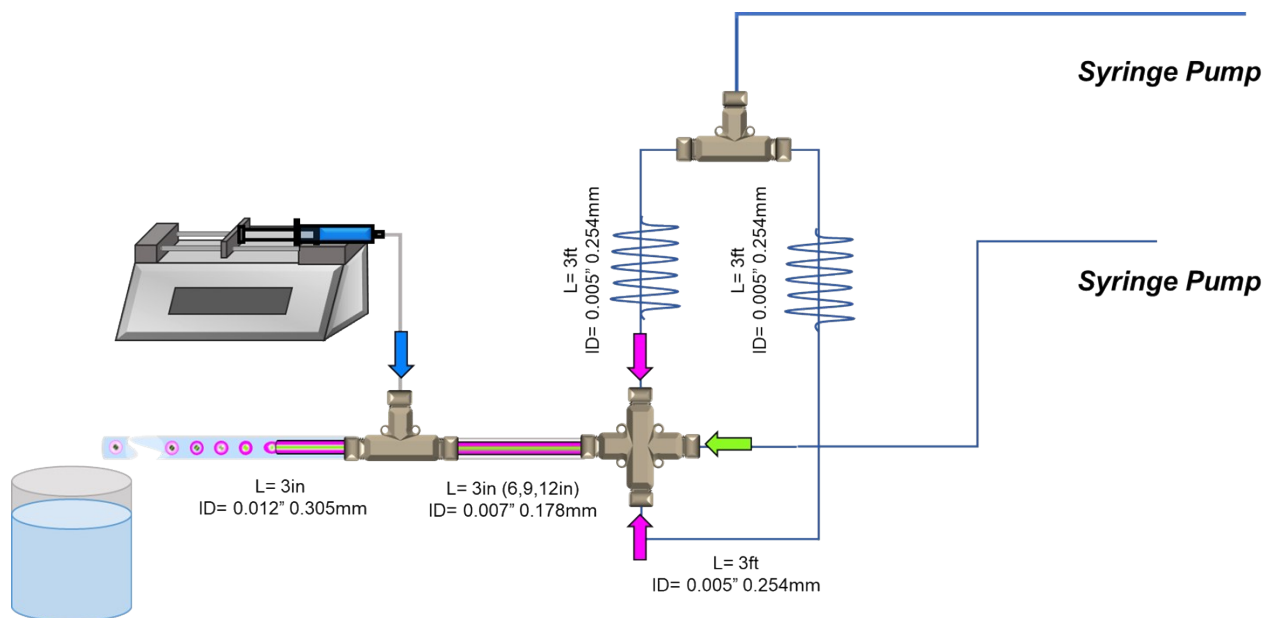 Syringe Pump
L= 3ft
ID= 0.005” 0.254mm
L= 3ft
ID= 0.005” 0.254mm
Syringe Pump
L= 3in
ID= 0.012” 0.305mm
L= 3in (6,9,12in)
ID= 0.007” 0.178mm
L= 3ft
ID= 0.005” 0.254mm